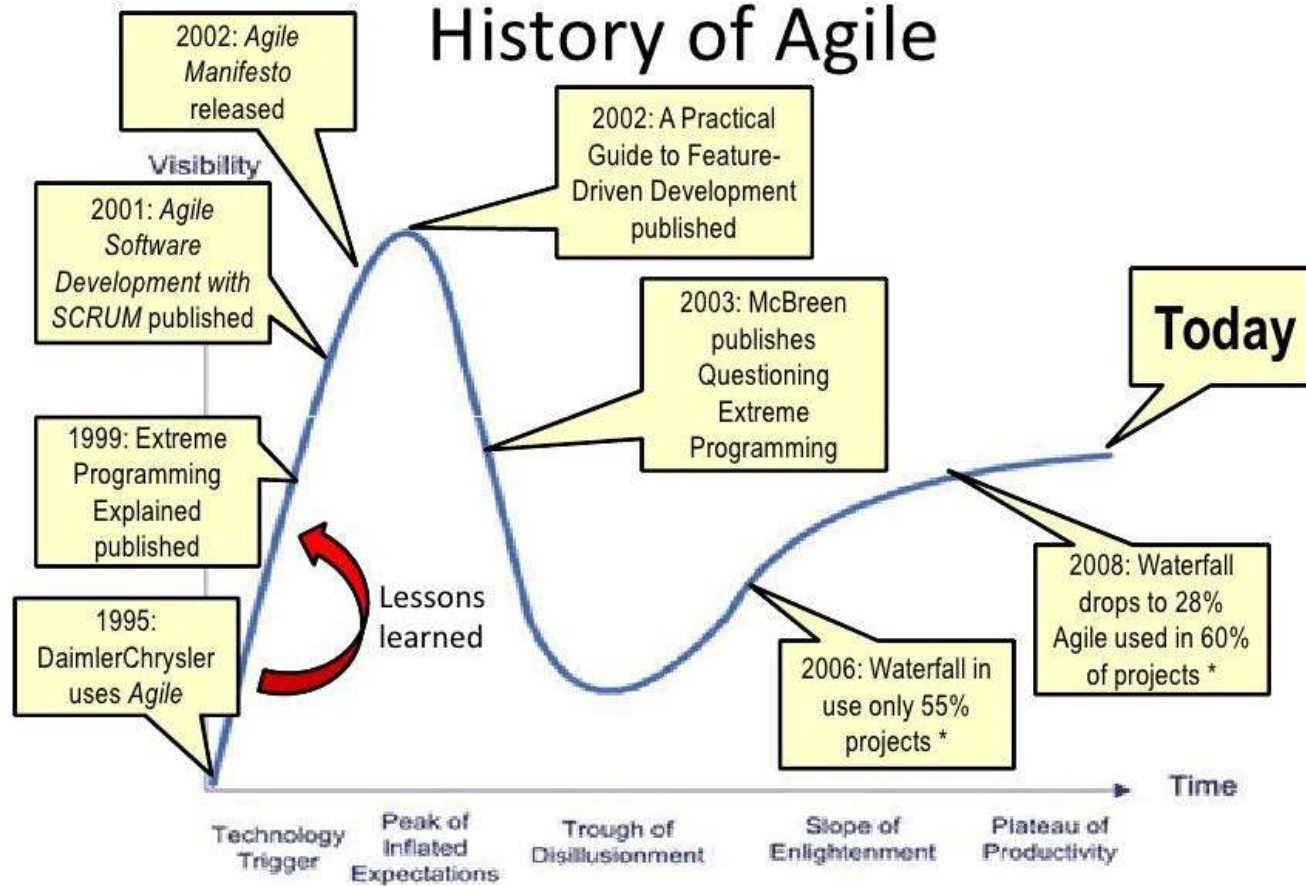 History of Agile
2002: Agile
Manifesto
released
Visibility
2002: A Practical
Guide to Feature-
Driven Development
published
2001: Agile
Software
Development with
SCRUM published
2003: McBreen
publishes
Questioning
Extreme
Programming
Today
1999: Extreme
Programming
Explained
published
Lessons
learned
1995:
DaimlerChrysler
uses Agile
2006: Waterfall in
use only 55%
projects *
2008: Waterfall
drops to 28%
Agile used in 60%
of projects *
Time
Technology
Trigger
Peak of
Inflated
Expectations
Trough of
Disillusionment
Slope of
Enlightenment
Plateau of
Productivity